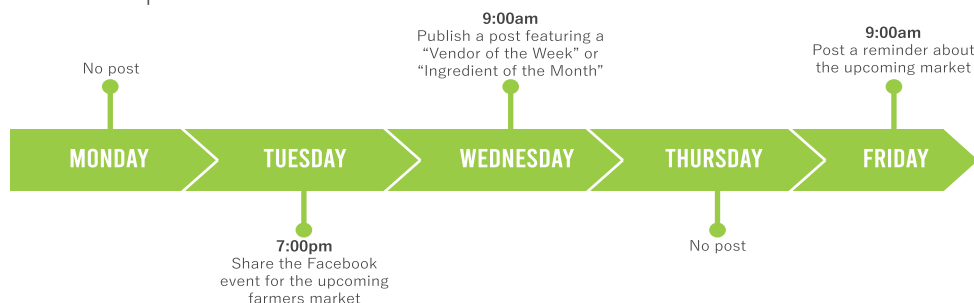 9:00am
Publish a post featuring a
“Vendor of the Week” or
“Ingredient of the Month”
9:00am
Post a reminder about
the upcoming market
No post
MONDAY
TUESDAY
WEDNESDAY
THURSDAY
FRIDAY
7:00pm
Share the Facebook
event for the upcoming
farmers market
No post